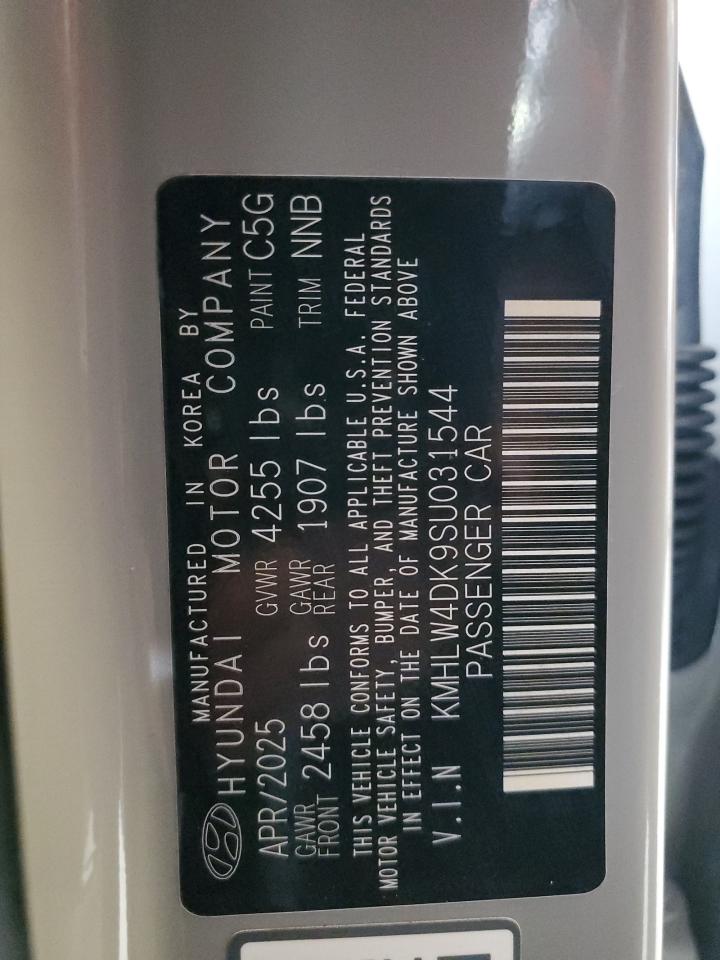 MANUFACTURED IN KOREA BY
HYUNDAI MOTOR COMPANY
APR/2025 GVWR 4255 lbs PAINT C5G
GAWR FRONT 2458 lbs GAWR REAR 1907 lbs TRIM NNB
THIS VEHICLE CONFORMS TO ALL APPLICABLE U.S.A. FEDERAL
MOTOR VEHICLE SAFETY, BUMPER, AND THEFT PREVENTION STANDARDS
IN EFFECT ON THE DATE OF MANUFACTURE SHOWN ABOVE
V.I.N KMHLW4DK9SU031544
PASSENGER CAR